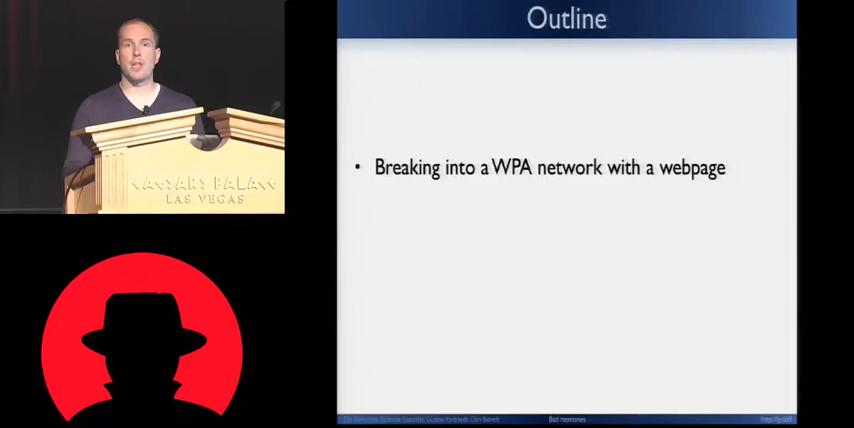 Outline
• Breaking into a WPA network with a webpage
CAESARS PALACE
LAS VEGAS
Bad memories